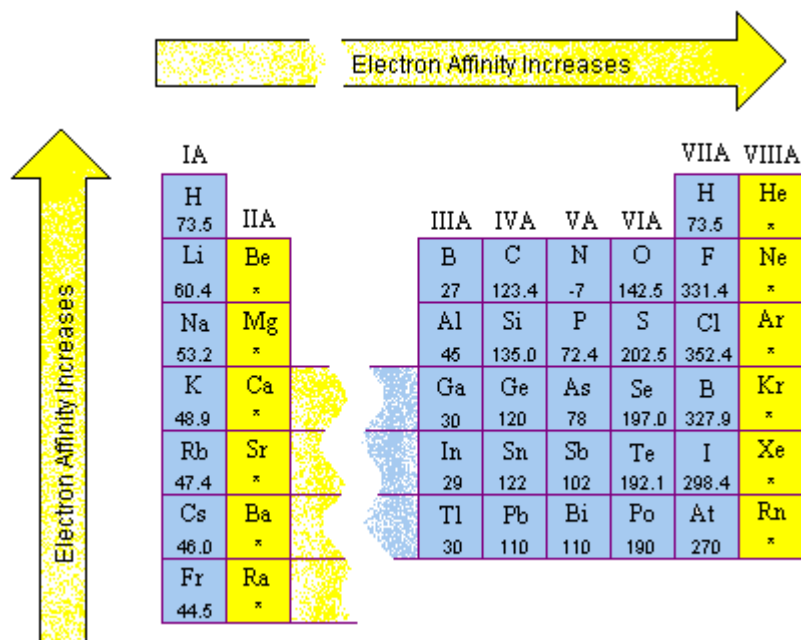 Electron Affinity Increases
Electron Affinity Increases
IA VIIA VIIIA
H H He
73.5 IIA IIIA IVA VA VIA 73.5 *
Li Be B C N O F Ne
60.4 * 27 123.4 -7 142.5 331.4 *
Na Mg Al Si P S Cl Ar
53.2 * 45 135.0 72.4 202.5 352.4 *
K Ca Ga Ge As Se B Kr
48.9 * 30 120 78 197.0 327.9 *
Rb Sr In Sn Sb Te I Xe
47.4 * 29 122 102 192.1 298.4 *
Cs Ba Tl Pb Bi Po At Rn
46.0 * 30 110 110 190 270 *
Fr Ra
44.5 *